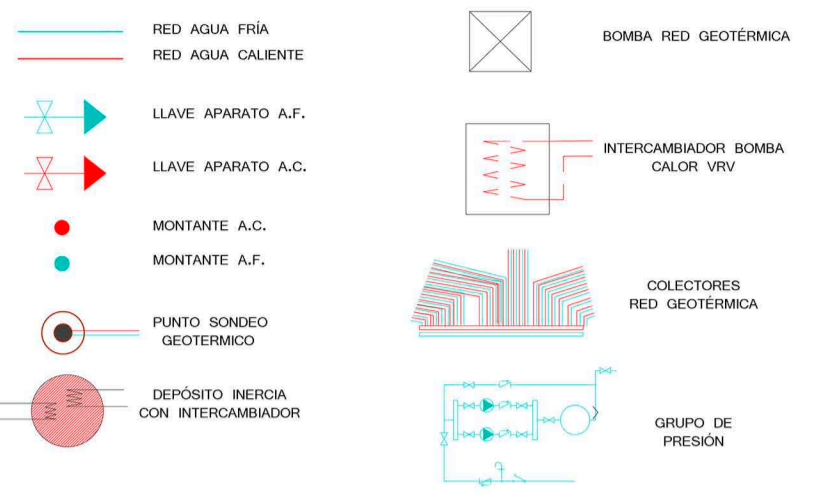 RED AGUA FRÍA
RED AGUA CALIENTE
LLAVE APARATO A.F.
LLAVE APARATO A.C.
MONTANTE A.C.
MONTANTE A.F.
PUNTO SONDEO
GEOTERMICO
DEPÓSITO INERCIA
CON INTERCAMBIADOR
BOMBA RED GEOTÉRMICA
INTERCAMBIADOR BOMBA
CALOR VRV
COLECTORES
RED GEOTÉRMICA
GRUPO DE
PRESIÓN